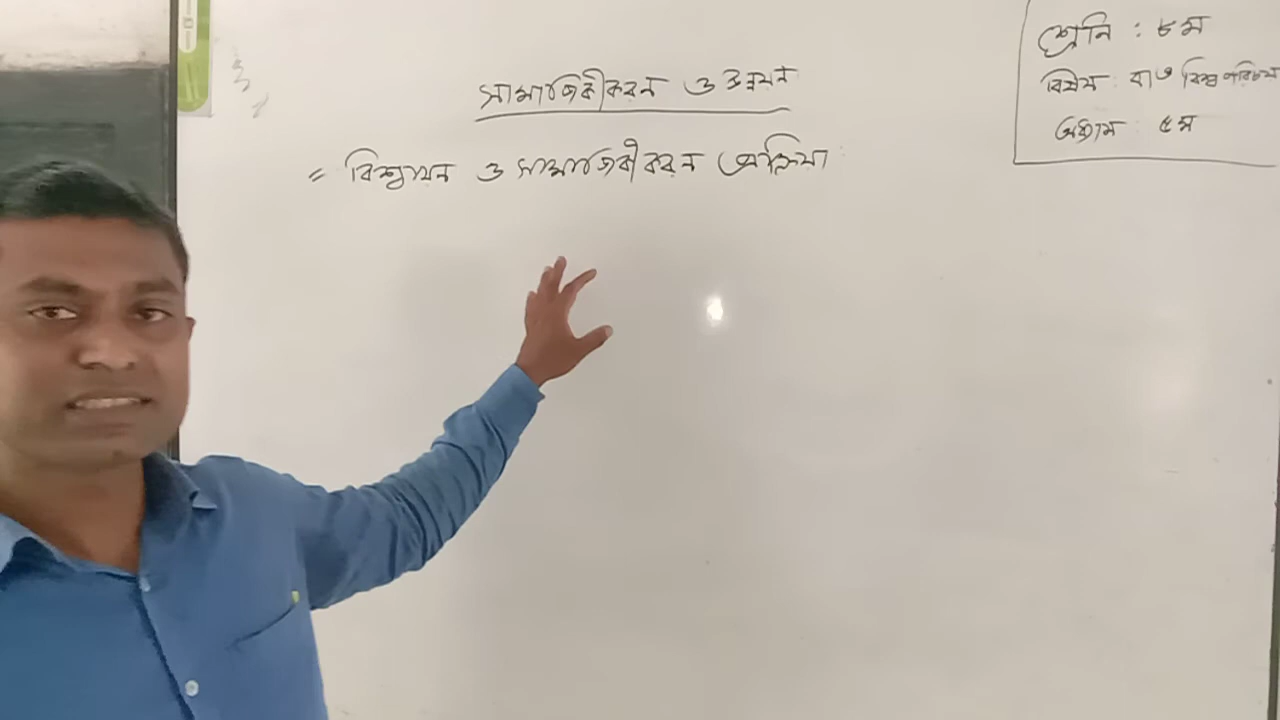 সামাজিকীকরন ও উন্নয়ন
= বিশ্বায়ন ও সামাজিকীকরন প্রক্রিয়া
শ্রেনি : ৮ম
বিষয় : বা ও বিশ্ব পরিচয়
অধ্যায় : ৫ম